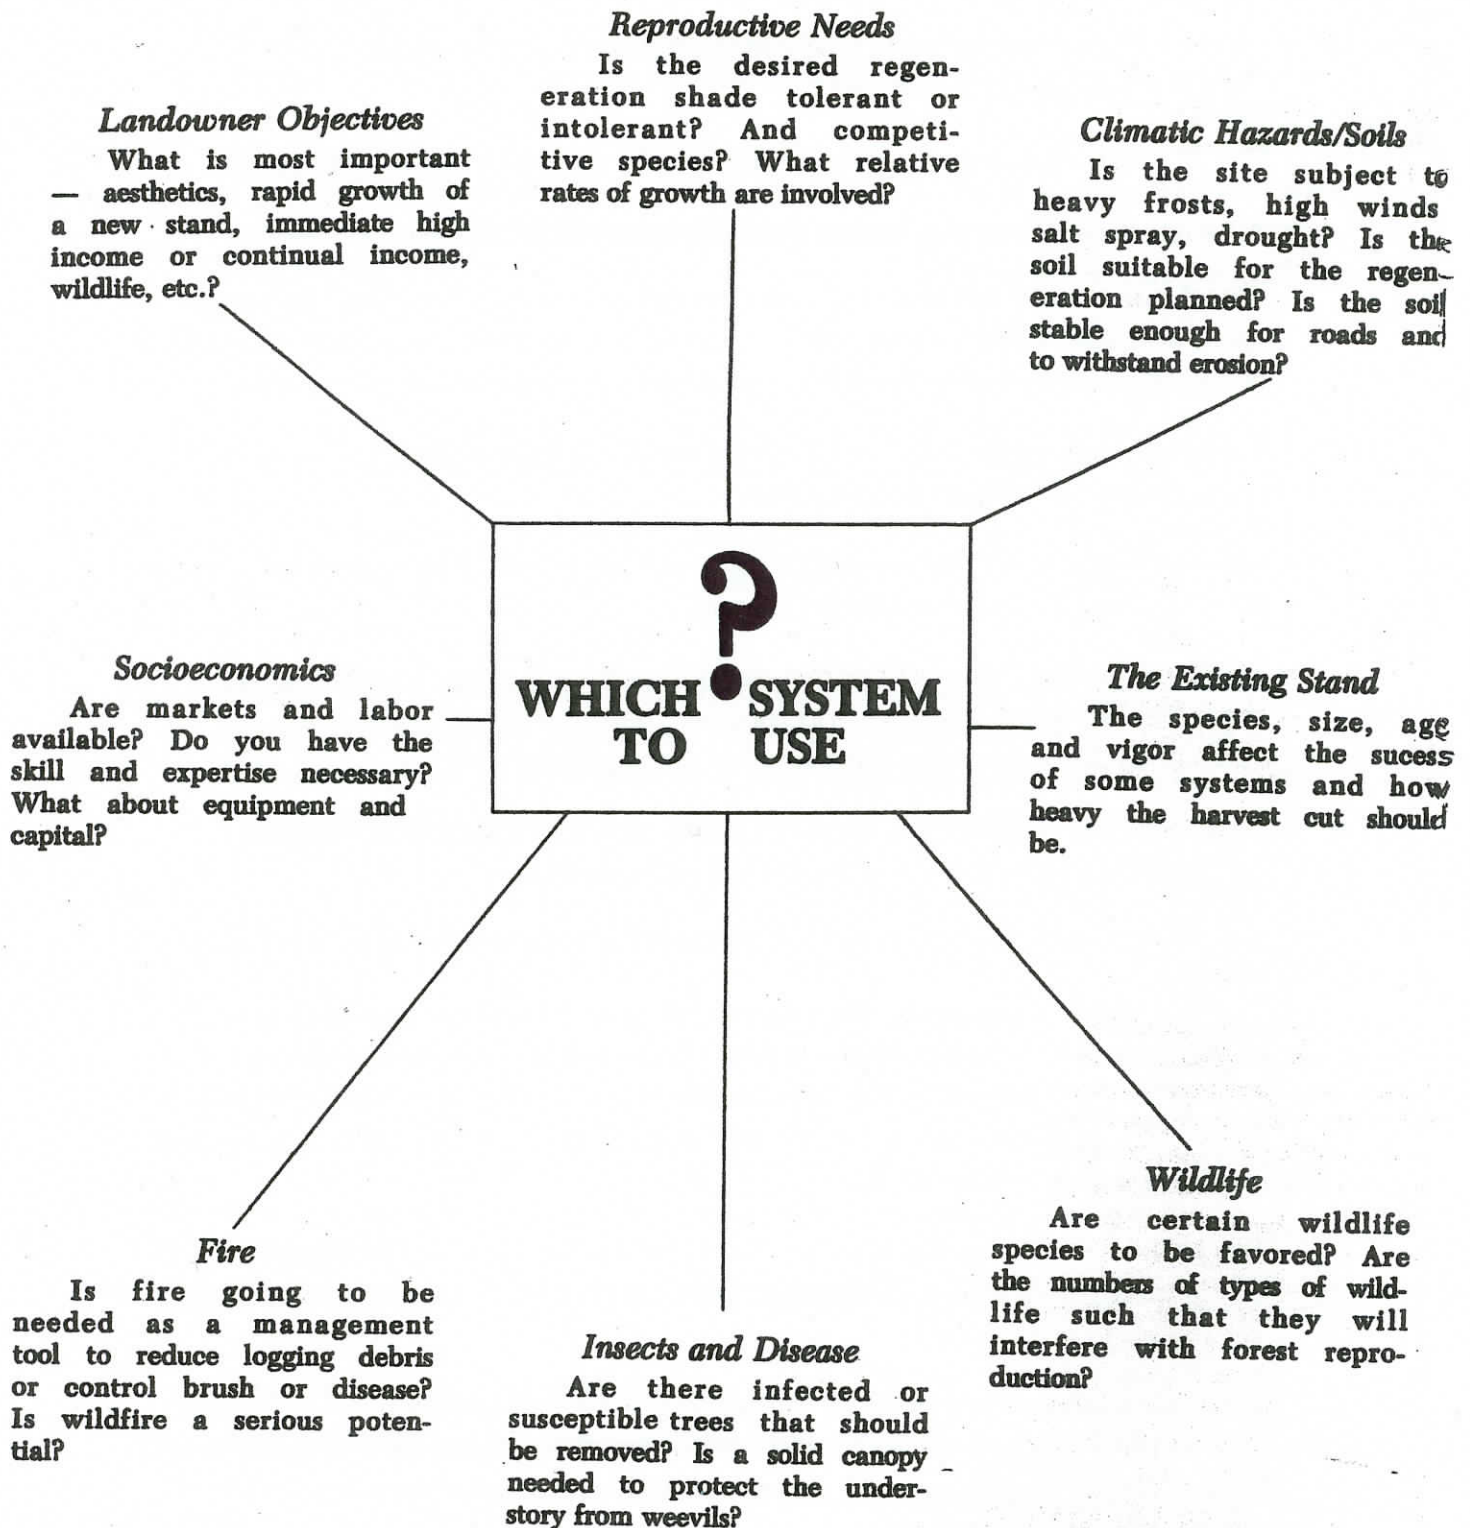 Reproductive Needs
Is the desired regen-
eration shade tolerant or
intolerant? And competi-
tive species? What relative
rates of growth are involved?
Landowner Objectives
What is most important
— aesthetics, rapid growth of
a new stand, immediate high
income or continual income,
wildlife, etc.?
Climatic Hazards/Soils
Is the site subject to
heavy frosts, high winds
salt spray, drought? Is the
soil suitable for the regen-
eration planned? Is the soil
stable enough for roads and
to withstand erosion?
?
WHICH SYSTEM
TO USE
Socioeconomics
Are markets and labor
available? Do you have the
skill and expertise necessary?
What about equipment and
capital?
The Existing Stand
The species, size, age
and vigor affect the sucess
of some systems and how
heavy the harvest cut should
be.
Fire
Is fire going to be
needed as a management
tool to reduce logging debris
or control brush or disease?
Is wildfire a serious poten-
tial?
Insects and Disease
Are there infected or
susceptible trees that should
be removed? Is a solid canopy
needed to protect the under-
story from weevils?
Wildlife
Are certain wildlife
species to be favored? Are
the numbers of types of wild-
life such that they will
interfere with forest repro-
duction?